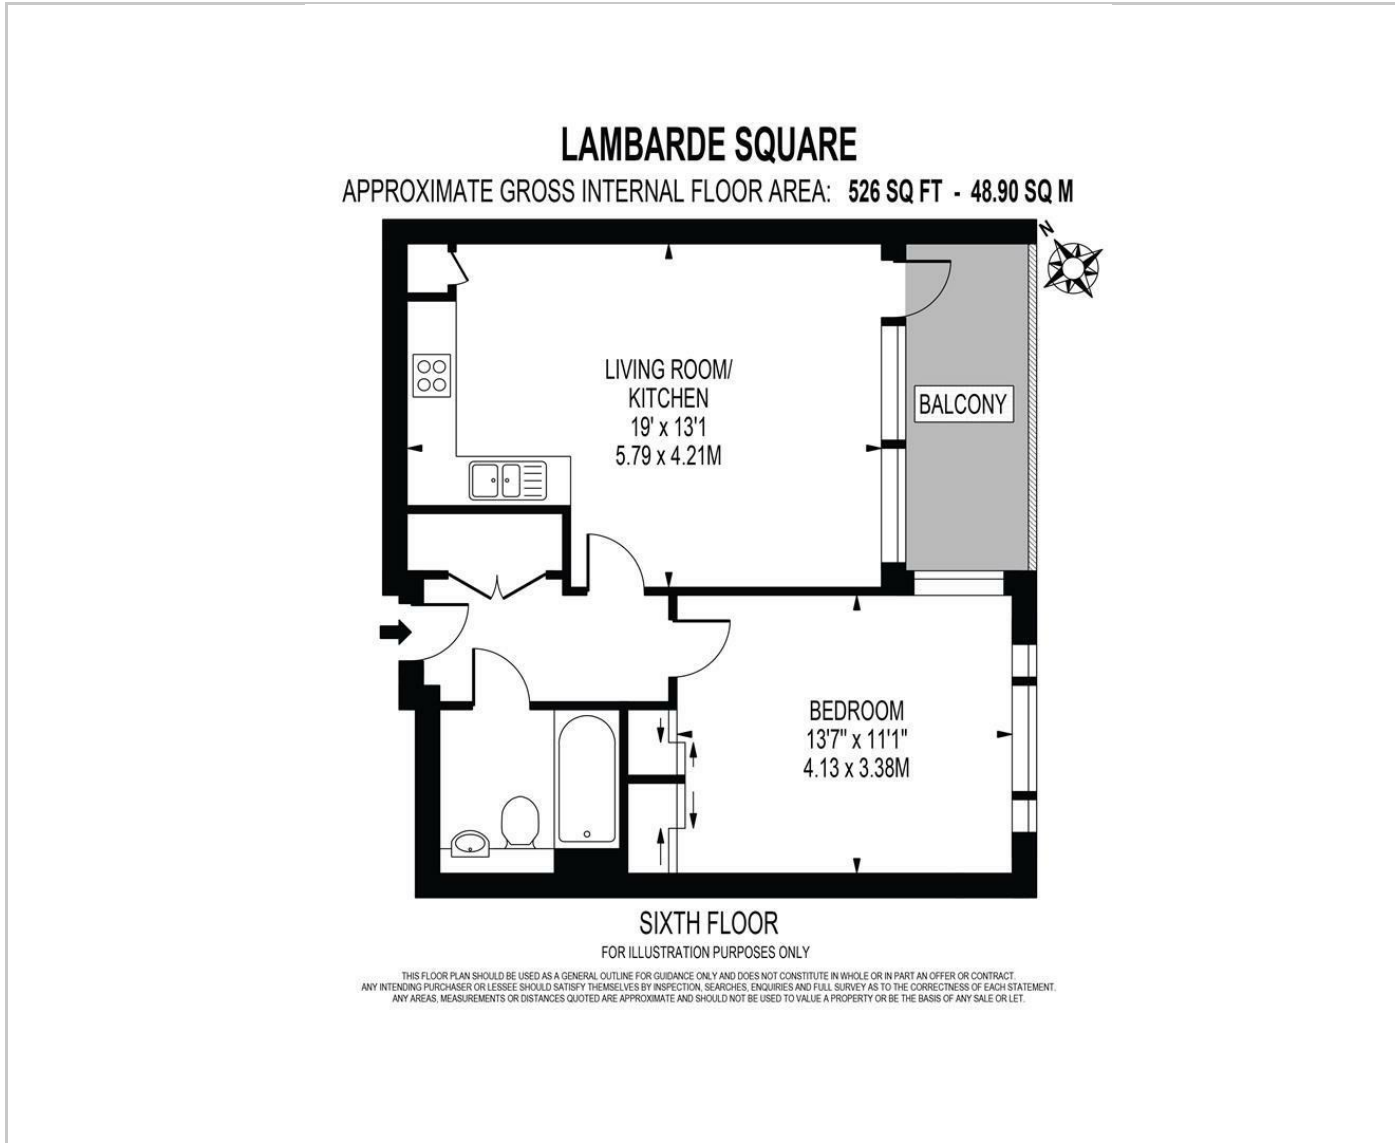 LAMBARDE SQUARE
APPROXIMATE GROSS INTERNAL FLOOR AREA: 526 SQ FT - 48.90 SQ M
N
LIVING ROOM/
KITCHEN
19' x 13'1
5.79 x 4.21M
BALCONY
BEDROOM
13'7" x 11'1"
4.13 x 3.38M
SIXTH FLOOR
FOR ILLUSTRATION PURPOSES ONLY
THIS FLOOR PLAN SHOULD BE USED AS A GENERAL OUTLINE FOR GUIDANCE ONLY AND DOES NOT CONSTITUTE IN WHOLE OR IN PART AN OFFER OR CONTRACT.
ANY INTENDING PURCHASER OR LESSEE SHOULD SATISFY THEMSELVES BY INSPECTION, SEARCHES, ENQUIRIES AND FULL SURVEY AS TO THE CORRECTNESS OF EACH STATEMENT.
ANY AREAS, MEASUREMENTS OR DISTANCES QUOTED ARE APPROXIMATE AND SHOULD NOT BE USED TO VALUE A PROPERTY OR BE THE BASIS OF ANY SALE OR LET.